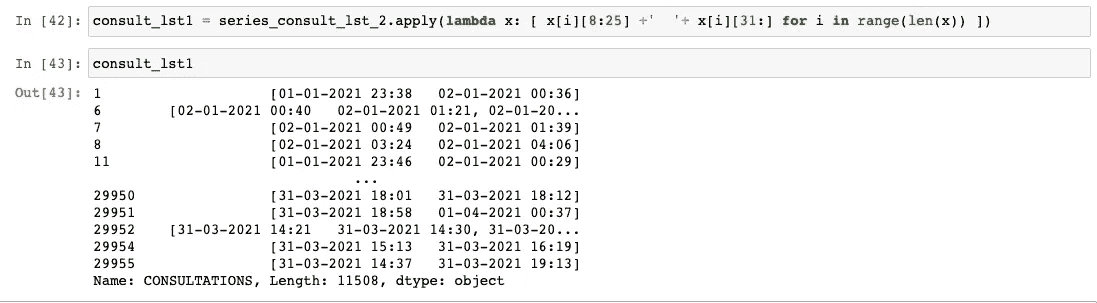 In [42]: consult_lst1 = series_consult_lst_2.apply(lambda x: [ x[i][8:25] +'  '+ x[i][31:] for i in range(len(x)) ])
In [43]: consult_lst1
Out[43]: 1                 [01-01-2021 23:38   02-01-2021 00:36]
6        [02-01-2021 00:40   02-01-2021 01:21, 02-01-20...
7                 [02-01-2021 00:49   02-01-2021 01:39]
8                 [02-01-2021 03:24   02-01-2021 04:06]
11                [01-01-2021 23:46   02-01-2021 00:29]
...
29950             [31-03-2021 18:01   31-03-2021 18:12]
29951             [31-03-2021 18:58   01-04-2021 00:37]
29952    [31-03-2021 14:21   31-03-2021 14:30, 31-03-20...
29954             [31-03-2021 15:13   31-03-2021 16:19]
29955             [31-03-2021 14:37   31-03-2021 19:13]
Name: CONSULTATIONS, Length: 11508, dtype: object